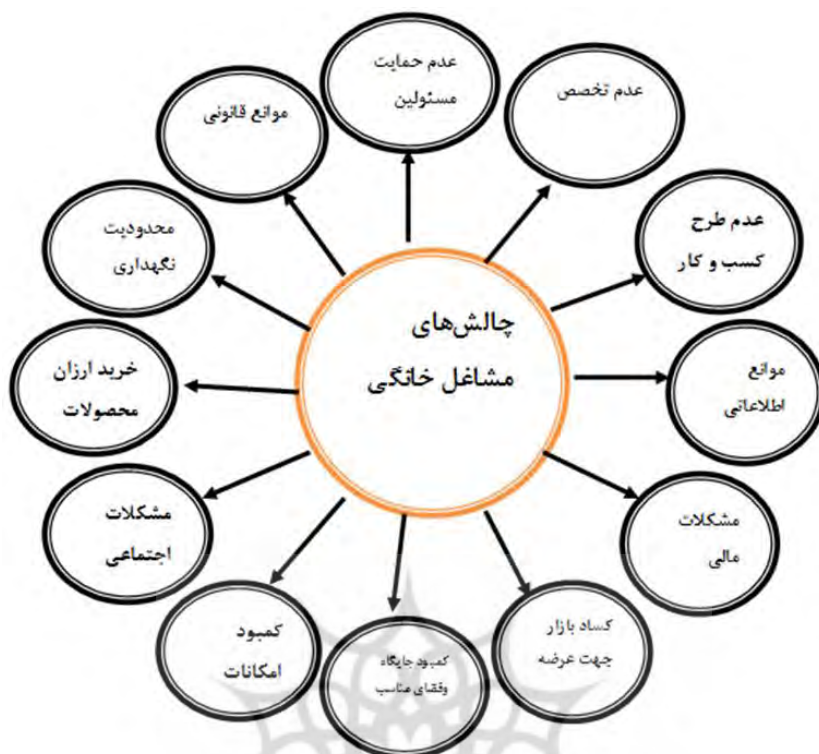 چالش‌های
مشاغل خانگی
عدم حمایت
مسئولین
عدم تخصص
عدم طرح
کسب و کار
موانع
اطلاعاتی
مشکلات
مالی
کساد بازار
جهت عرضه
کمبود جایگاه
وفقای مناسب
کمبود
امکانات
مشکلات
اجتماعی
خرید ارزان
محصولات
محدودیت
نگهداری
موانع قانونی